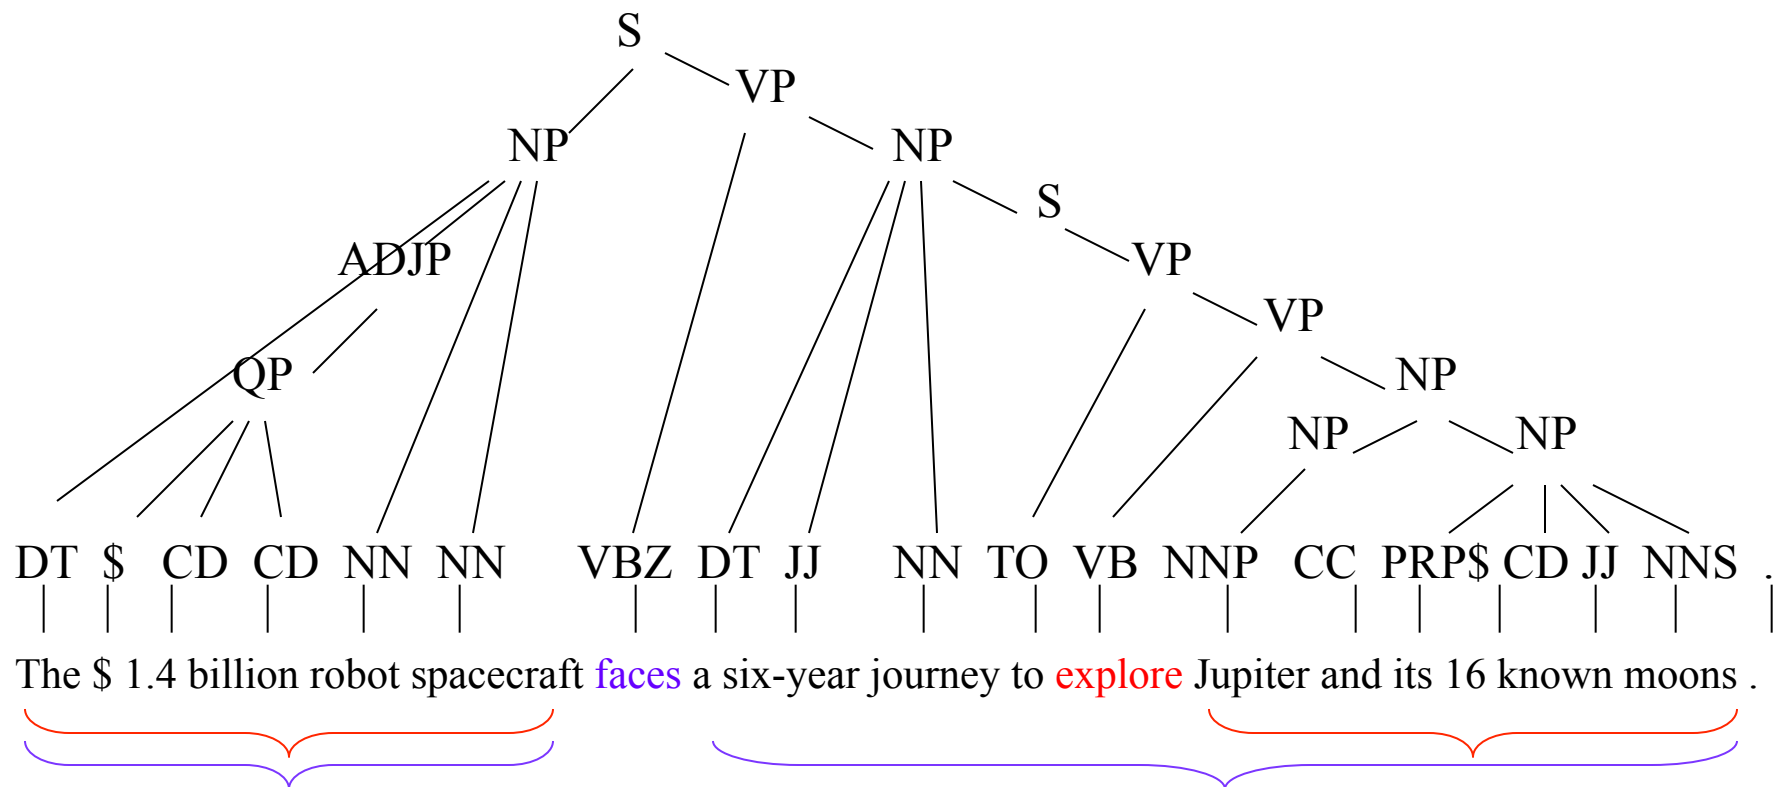 S
VP
NP NP
S
ADJP VP
VP
QP NP
NP NP
DT $ CD CD NN NN VBZ DT JJ NN TO VB NNP CC PRP$ CD JJ NNS .
The $ 1.4 billion robot spacecraft faces a six-year journey to explore Jupiter and its 16 known moons .